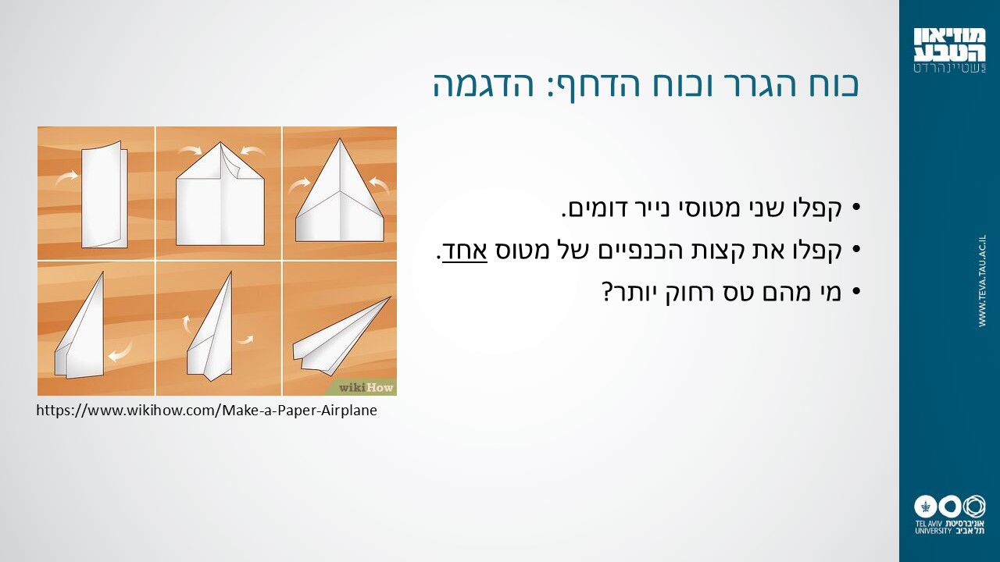 מוזיאון
הטבע
ע״ש שטיינהרדט
כוח הגרר וכוח הדחף: הדגמה
• קפלו שני מטוסי נייר דומים.
• קפלו את קצות הכנפיים של מטוס אחד.
• מי מהם טס רחוק יותר?
wikiHow
https://www.wikihow.com/Make-a-Paper-Airplane
WWW.TEVA.TAU.AC.IL
אוניברסיטת TEL AVIV
תל אביב UNIVERSITY